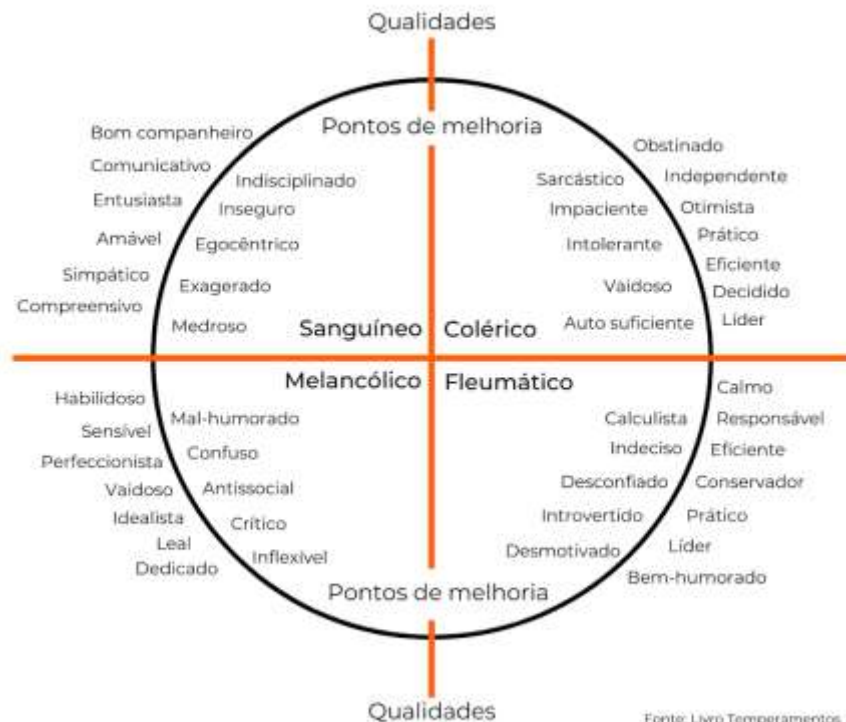 Qualidades
Pontos de melhoria
Bom companheiro
Comunicativo
Entusiasta
Amável
Simpático
Compreensivo
Indisciplinado
Inseguro
Egocêntrico
Exagerado
Medroso
Sanguíneo
Colérico
Sarcástico
Impaciente
Intolerante
Vaidoso
Auto suficiente
Obstinado
Independente
Otimista
Prático
Eficiente
Decidido
Líder
Melancólico
Fleumático
Habilidoso
Sensível
Perfeccionista
Vaidoso
Idealista
Leal
Dedicado
Mal-humorado
Confuso
Antissocial
Crítico
Inflexível
Calculista
Indeciso
Desconfiado
Introvertido
Desmotivado
Calmo
Responsável
Eficiente
Conservador
Prático
Líder
Bem-humorado
Pontos de melhoria
Qualidades
Fonte: Livro Temperamentos